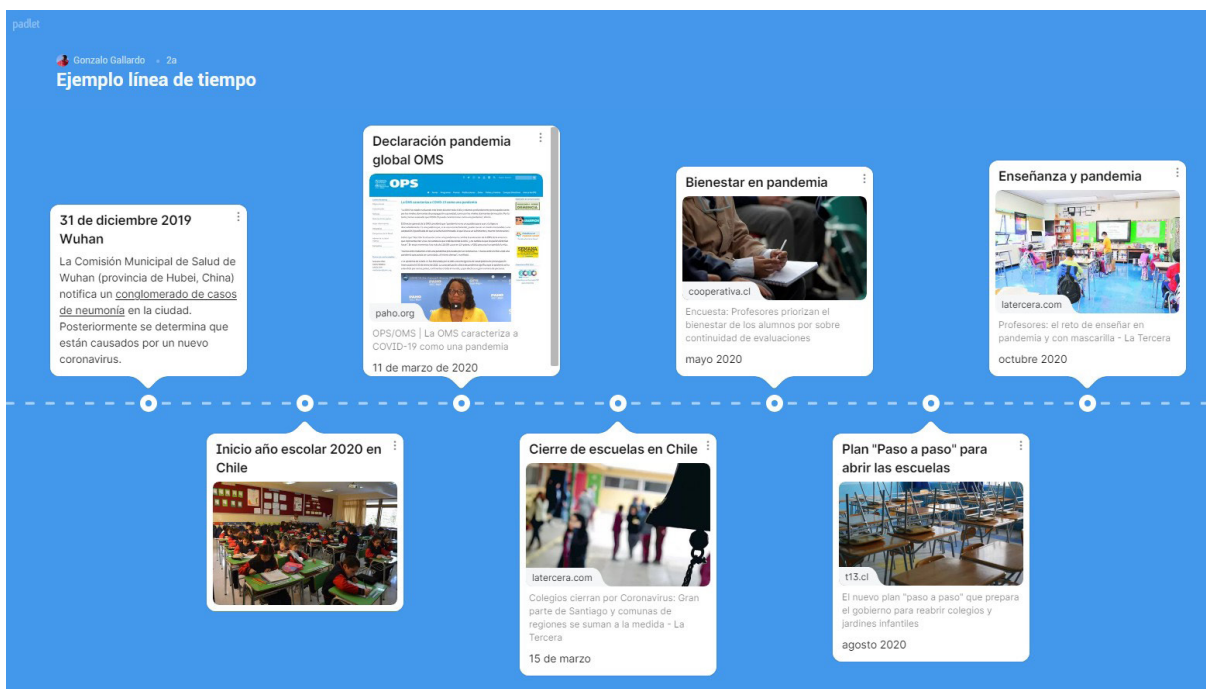 padlet
Gonzalo Gallardo • 2a
Ejemplo línea de tiempo
31 de diciembre 2019
Wuhan
La Comisión Municipal de Salud de
Wuhan (provincia de Hubei, China)
notifica un conglomerado de casos
de neumonía en la ciudad.
Posteriormente se determina que
están causados por un nuevo
coronavirus.
Inicio año escolar 2020 en
Chile
Declaración pandemia
global OMS
OPS
paho.org
OPS/OMS | La OMS caracteriza a
COVID-19 como una pandemia
11 de marzo de 2020
Cierre de escuelas en Chile
latercera.com
Colegios cierran por Coronavirus: Gran
parte de Santiago y comunas de
regiones se suman a la medida - La
Tercera
15 de marzo
Bienestar en pandemia
cooperativa.cl
Encuesta: Profesores priorizan el
bienestar de los alumnos por sobre
continuidad de evaluaciones
mayo 2020
Plan "Paso a paso" para
abrir las escuelas
t13.cl
El nuevo plan "paso a paso" que prepara
el gobierno para reabrir colegios y
jardines infantiles
agosto 2020
Enseñanza y pandemia
latercera.com
Profesores: el reto de enseñar en
pandemia y con mascarilla - La Tercera
octubre 2020